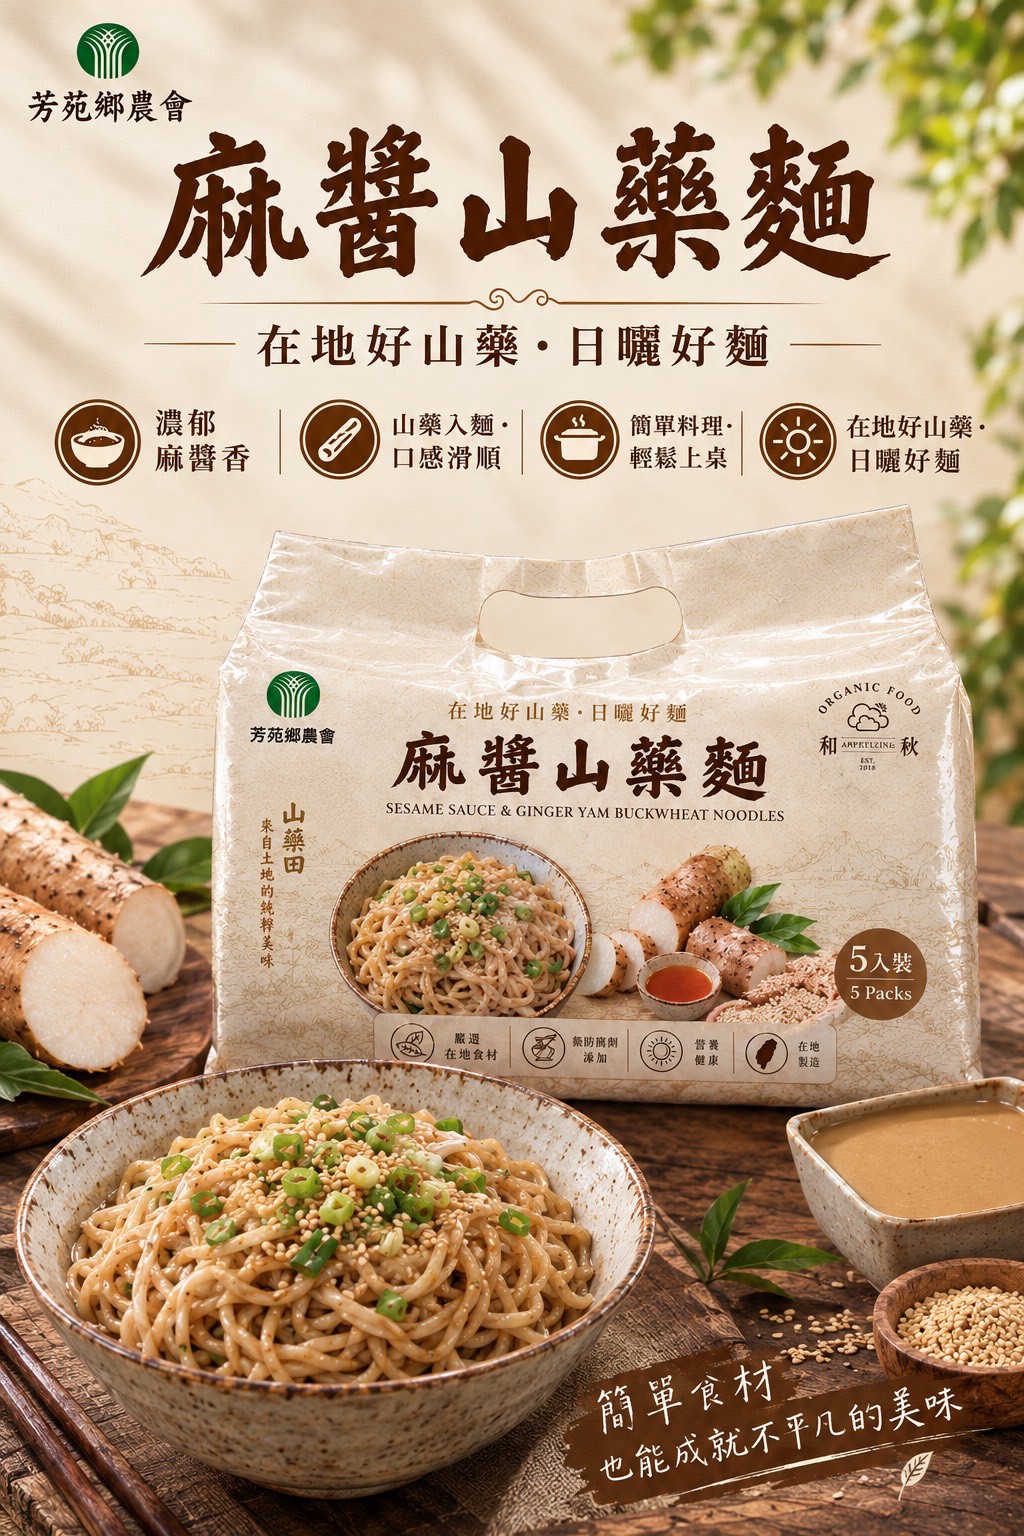 芳苑鄉農會
麻醬山藥麵
在地好山藥·日曬好麵
濃郁
麻醬香
山藥入麵·
口感滑順
簡單料理·
輕鬆上桌
在地好山藥·
日曬好麵
芳苑鄉農會
在地好山藥·日曬好麵
麻醬山藥麵
SESAME SAUCE & GINGER YAM BUCKWHEAT NOODLES
ORGANIC FOOD
和 秋
EST.
2018
山藥田
來自土地的純粹美味
5入裝
5 Packs
嚴選
在地食材
添加
營養
健康
在地
製造
簡單食材
也能成就不平凡的美味